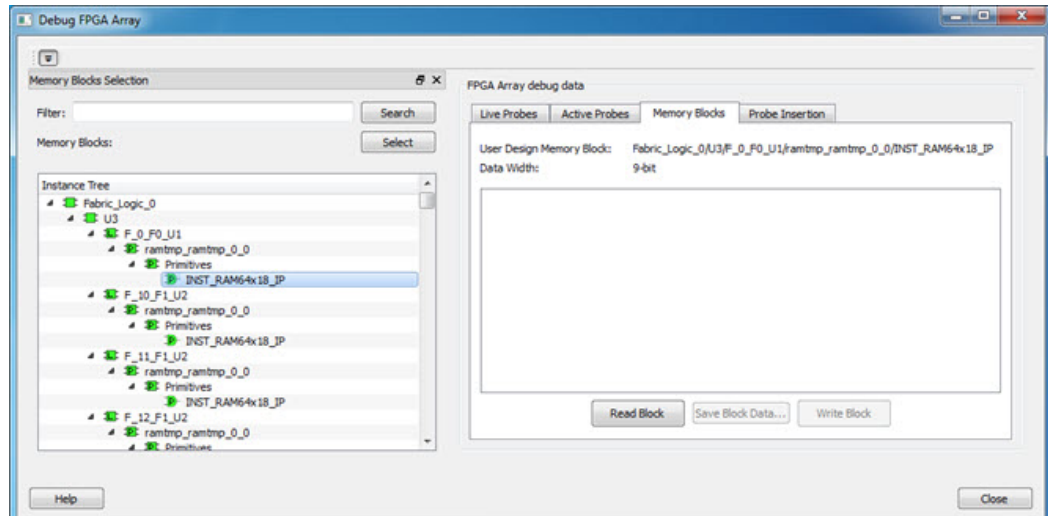 Debug FPGA Array
Memory Blocks Selection
Filter:
Search
Memory Blocks:
Select
Instance Tree
Fabric_Logic_0
U3
F_0_F0_U1
ramtmp_ramtmp_0_0
Primitives
INST_RAM64x18_IP
F_10_F1_U2
ramtmp_ramtmp_0_0
Primitives
INST_RAM64x18_IP
F_11_F1_U2
ramtmp_ramtmp_0_0
Primitives
INST_RAM64x18_IP
F_12_F1_U2
ramtmp_ramtmp_0_0
Primitives
FPGA Array debug data
Live Probes Active Probes Memory Blocks Probe Insertion
User Design Memory Block: Fabric_Logic_0/U3/F_0_F0_U1/ramtmp_ramtmp_0_0/INST_RAM64x18_IP
Data Width: 9-bit
Read Block Save Block Data... Write Block
Help Close